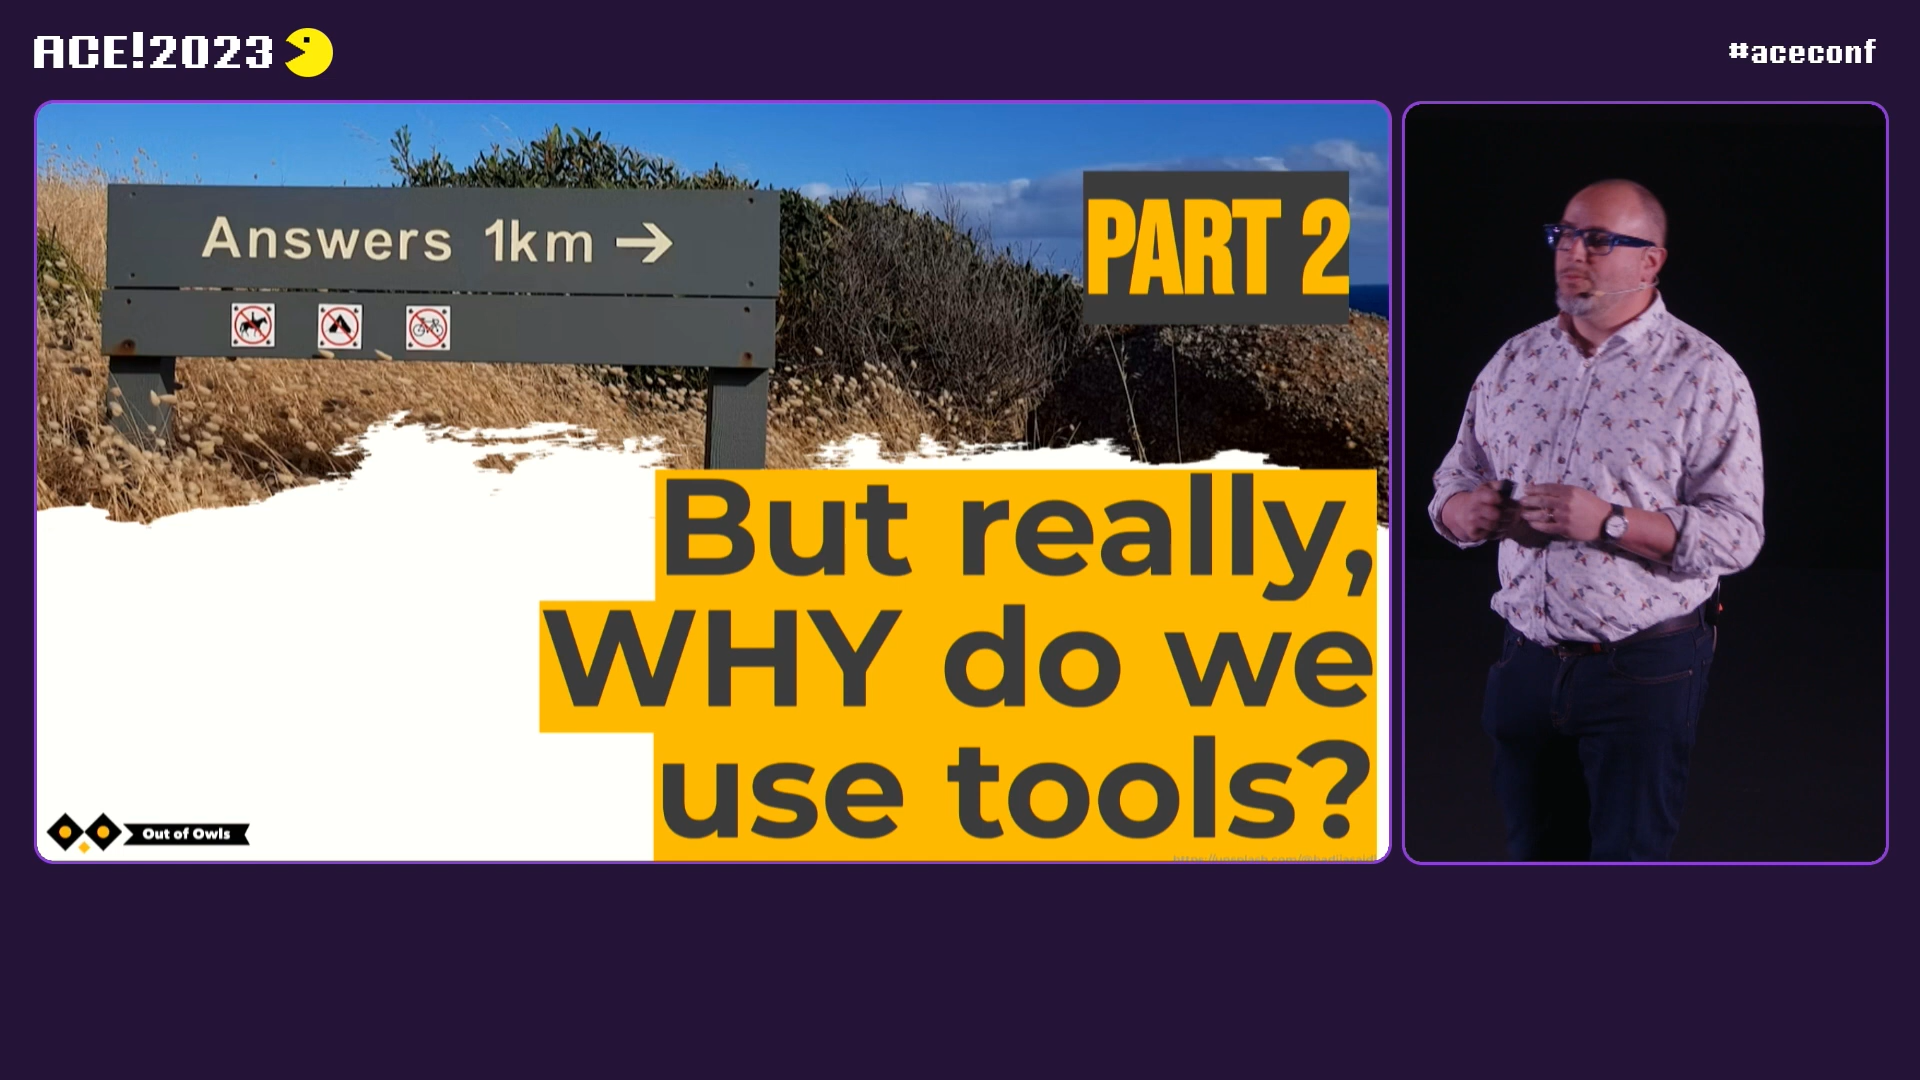 ACE!2023
#aceconf
Answers 1km →
PART 2
But really,
WHY do we
use tools?
Out of Owls